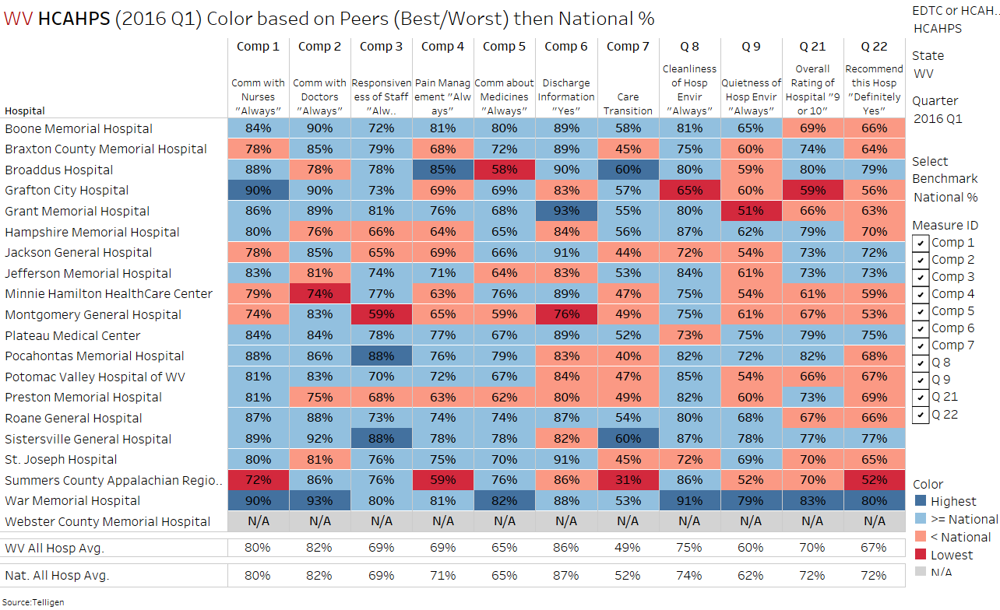 WV HCAHPS (2016 Q1) Color based on Peers (Best/Worst) then National %
Comp 1 Comp 2 Comp 3 Comp 4 Comp 5 Comp 6 Comp 7 Q 8 Q 9 Q 21 Q 22
Hospital
Comm with Nurses "Always"
Comm with Doctors "Always"
Responsiven ess of Staff "Alw..
Pain Manag ement "Alw ays"
Comm about Medicines "Always"
Discharge Information "Yes"
Care Transition
Cleanliness of Hosp Envir "Always"
Quietness of Hosp Envir "Always"
Overall Rating of Hospital "9 or 10"
Recommend this Hosp "Definitely Yes"
Boone Memorial Hospital 84% 90% 72% 81% 80% 89% 58% 81% 65% 69% 66%
Braxton County Memorial Hospital 78% 85% 79% 68% 72% 89% 45% 75% 60% 74% 64%
Broaddus Hospital 88% 78% 78% 85% 58% 90% 60% 80% 59% 80% 79%
Grafton City Hospital 90% 90% 73% 69% 69% 83% 57% 65% 60% 59% 56%
Grant Memorial Hospital 86% 89% 81% 76% 68% 93% 55% 80% 51% 66% 63%
Hampshire Memorial Hospital 80% 76% 66% 64% 65% 84% 56% 87% 62% 79% 70%
Jackson General Hospital 78% 85% 65% 69% 66% 91% 44% 72% 54% 73% 72%
Jefferson Memorial Hospital 83% 81% 74% 71% 64% 83% 53% 84% 61% 73% 73%
Minnie Hamilton HealthCare Center 79% 74% 77% 63% 76% 89% 47% 75% 54% 61% 59%
Montgomery General Hospital 74% 83% 59% 65% 59% 76% 49% 75% 61% 67% 53%
Plateau Medical Center 84% 84% 78% 77% 67% 89% 52% 73% 75% 79% 75%
Pocahontas Memorial Hospital 88% 86% 88% 76% 79% 83% 40% 82% 72% 82% 68%
Potomac Valley Hospital of WV 81% 83% 70% 72% 67% 84% 47% 85% 54% 66% 67%
Preston Memorial Hospital 81% 75% 68% 63% 62% 80% 49% 82% 60% 73% 69%
Roane General Hospital 87% 88% 73% 74% 74% 87% 54% 80% 68% 67% 66%
Sistersville General Hospital 89% 92% 88% 78% 78% 82% 60% 87% 78% 77% 77%
St. Joseph Hospital 80% 81% 76% 75% 70% 91% 45% 72% 69% 70% 65%
Summers County Appalachian Regio.. 72% 86% 76% 59% 76% 86% 31% 86% 52% 70% 52%
War Memorial Hospital 90% 93% 80% 81% 82% 88% 53% 91% 79% 83% 80%
Webster County Memorial Hospital N/A N/A N/A N/A N/A N/A N/A N/A N/A N/A N/A
WV All Hosp Avg. 80% 82% 69% 69% 65% 86% 49% 75% 60% 70% 67%
Nat. All Hosp Avg. 80% 82% 69% 71% 65% 87% 52% 74% 62% 72% 72%
Source:Telligen
EDTC or HCAH..
HCAHPS
State
WV
Quarter
2016 Q1
Select
Benchmark
National %
Measure ID
Comp 1
Comp 2
Comp 3
Comp 4
Comp 5
Comp 6
Comp 7
Q 8
Q 9
Q 21
Q 22
Color
Highest
>= National
< National
Lowest
N/A